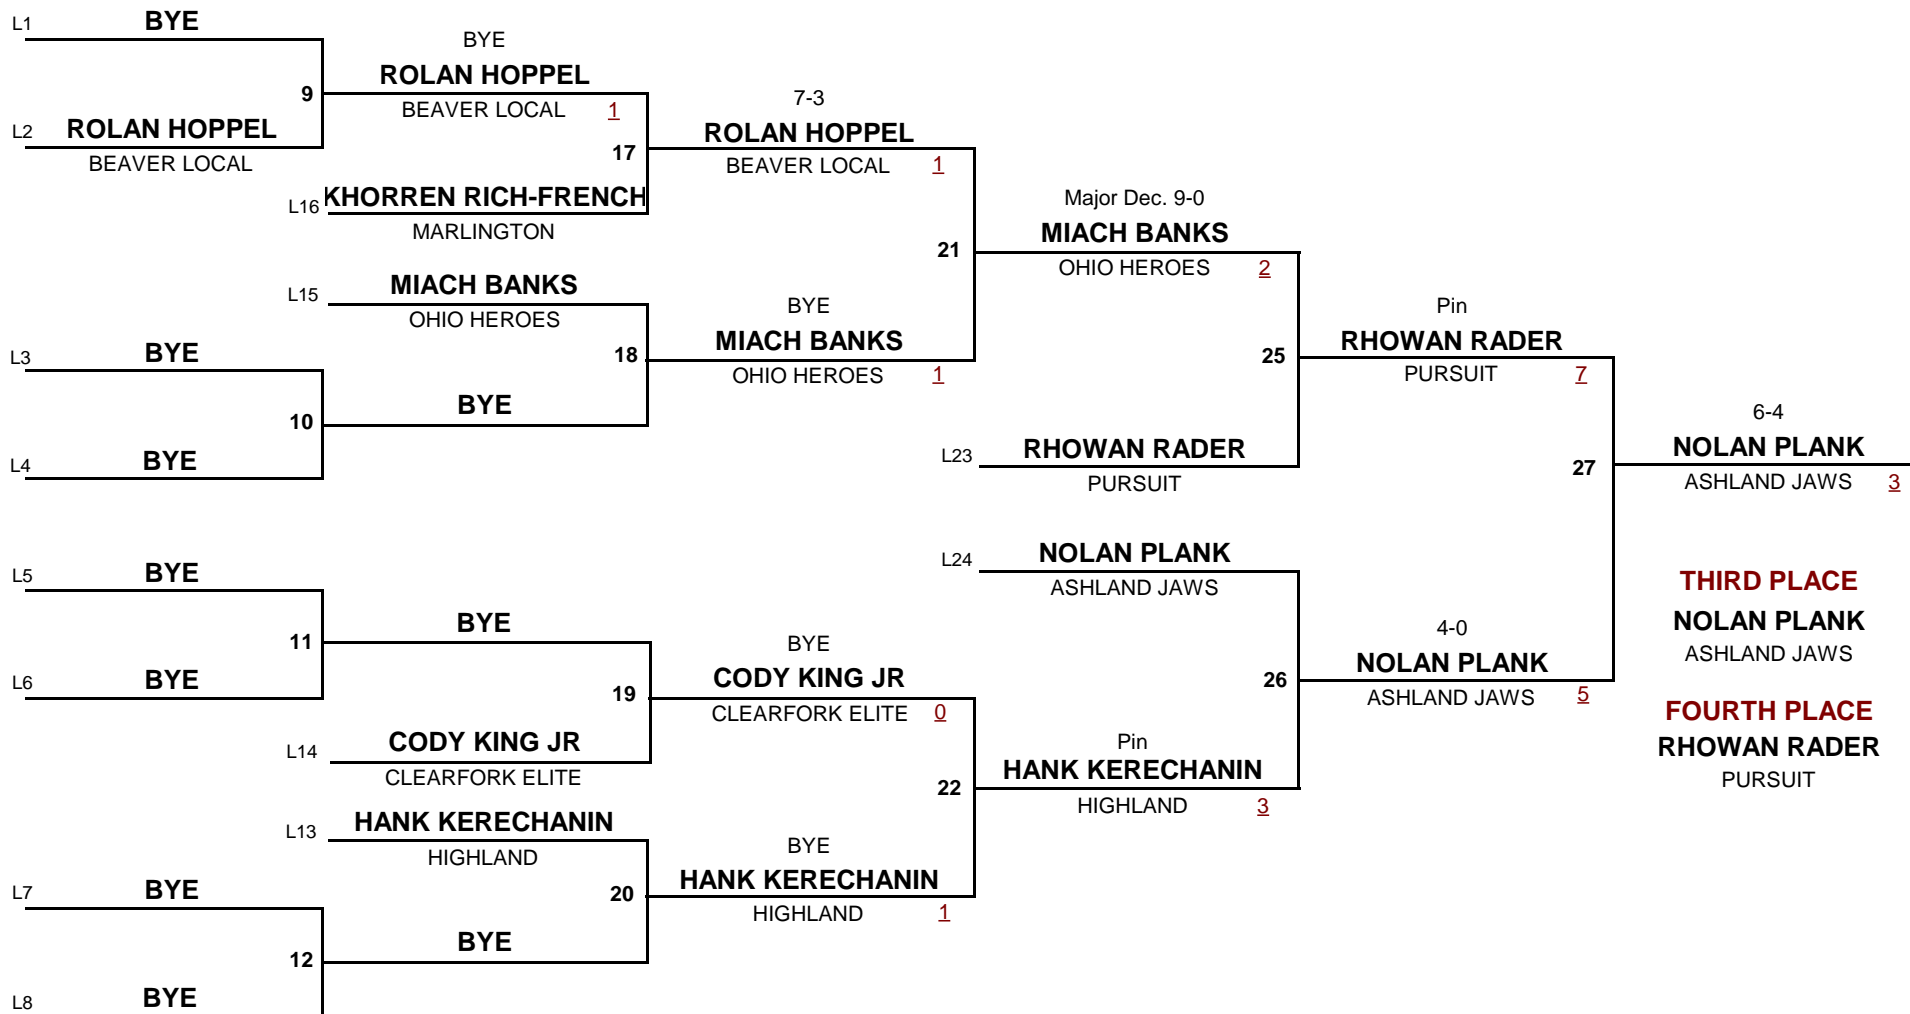 L1 BYE
BYE
ROLAN HOPPEL
9
BEAVER LOCAL 1
7-3
L2 ROLAN HOPPEL
ROLAN HOPPEL
BEAVER LOCAL
17
BEAVER LOCAL 1
L16 KHORREN RICH-FRENCH
MARLINGTON
Major Dec. 9-0
MIACH BANKS
21
OHIO HEROES 2
L15 MIACH BANKS
OHIO HEROES
BYE
MIACH BANKS
18
OHIO HEROES 1
Pin
RHOWAN RADER
25
PURSUIT 7
L3 BYE
10
BYE
L4 BYE
L23 RHOWAN RADER
PURSUIT
6-4
NOLAN PLANK
27
ASHLAND JAWS 3
L24 NOLAN PLANK
ASHLAND JAWS
L5 BYE
THIRD PLACE
NOLAN PLANK
ASHLAND JAWS
11
BYE
BYE
CODY KING JR
4-0
NOLAN PLANK
26
ASHLAND JAWS 5
L6 BYE
19
CLEARFORK ELITE 0
FOURTH PLACE
RHOWAN RADER
PURSUIT
L14 CODY KING JR
CLEARFORK ELITE
Pin
HANK KERECHANIN
22
HIGHLAND 3
L13 HANK KERECHANIN
HIGHLAND
BYE
HANK KERECHANIN
20
HIGHLAND 1
L7 BYE
12
BYE
L8 BYE